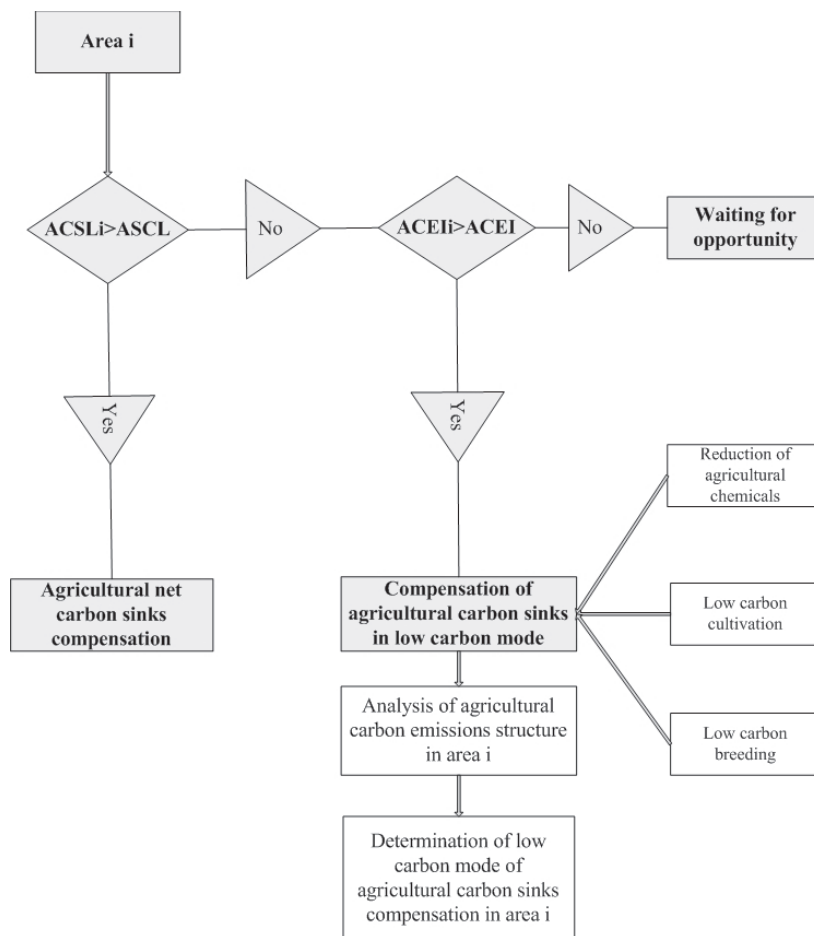 Area i
ACSLi>ASCL
No
ACEIi>ACEI
No
Waiting for
opportunity
Yes
Yes
Reduction of
agricultural
chemicals
Agricultural net
carbon sinks
compensation
Compensation of
agricultural carbon sinks
in low carbon mode
Low carbon
cultivation
Analysis of agricultural
carbon emissions structure
in area i
Low carbon
breeding
Determination of low
carbon mode of
agricultural carbon sinks
compensation in area i